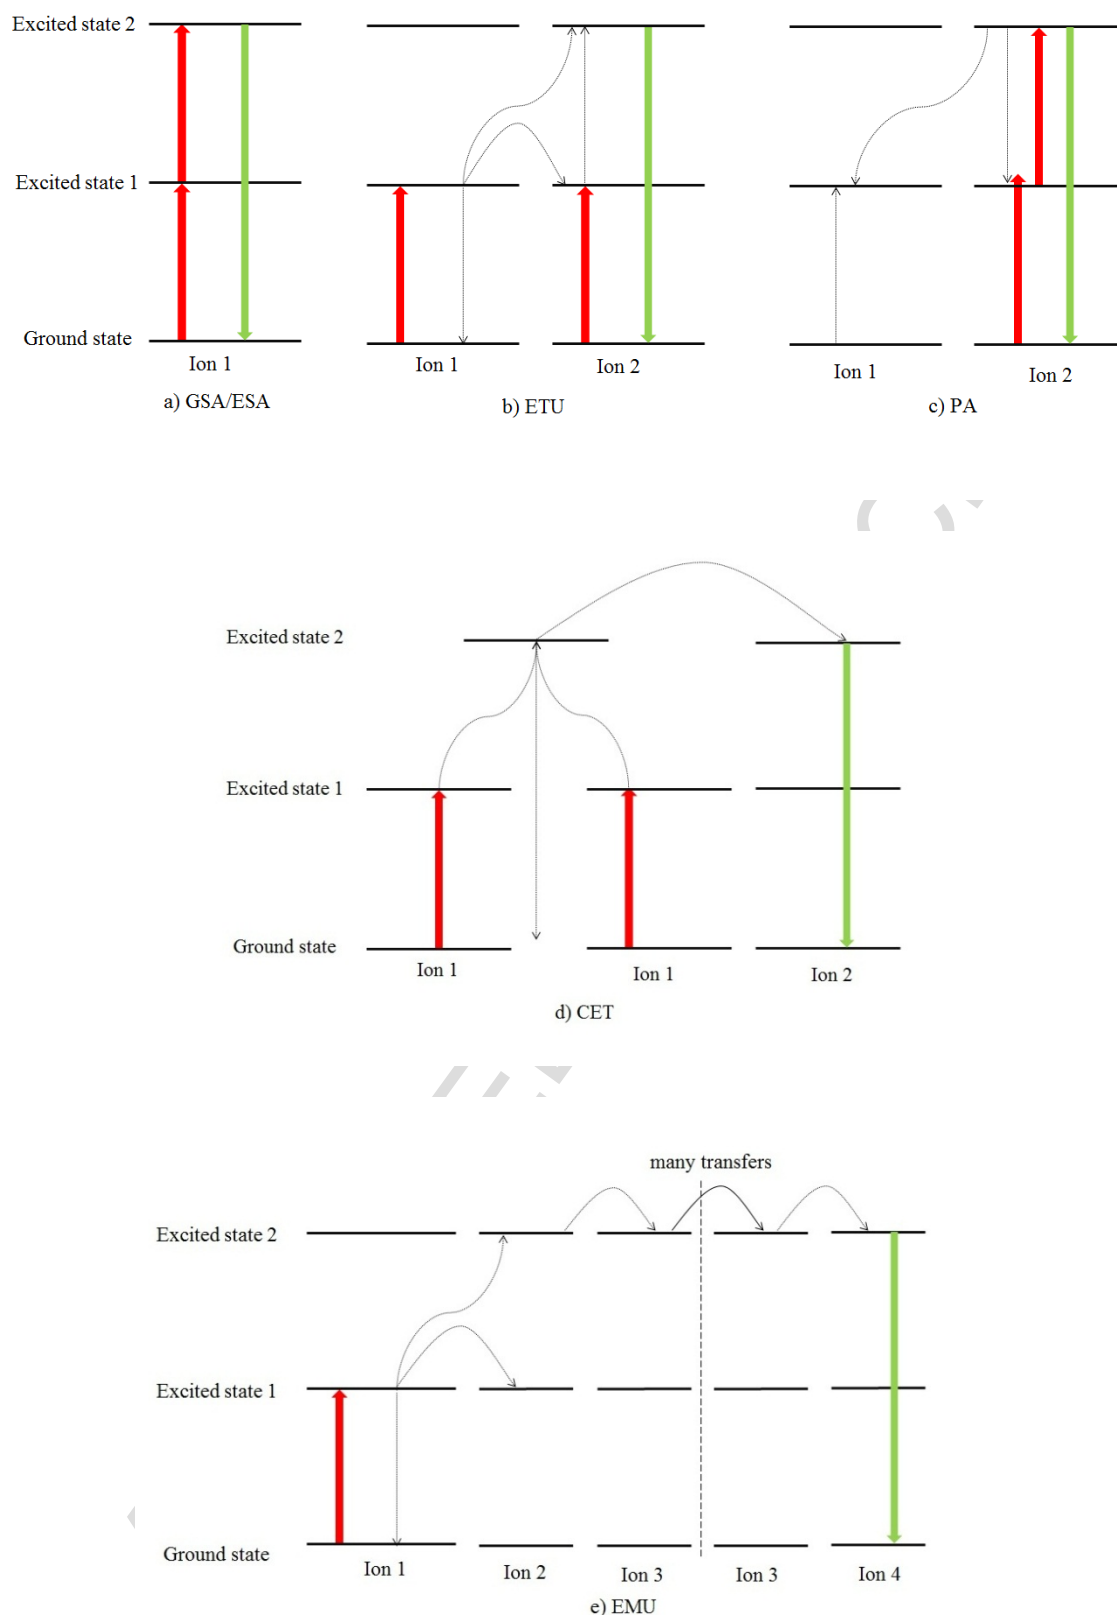 Excited state 2
Excited state 1
Ground state
Ion 1
a) GSA/ESA
Ion 1
Ion 2
b) ETU
Ion 1
Ion 2
c) PA
Excited state 2
Excited state 1
Ground state
Ion 1
Ion 1
Ion 2
d) CET
many transfers
Excited state 2
Excited state 1
Ground state
Ion 1
Ion 2
Ion 3
Ion 3
Ion 4
e) EMU